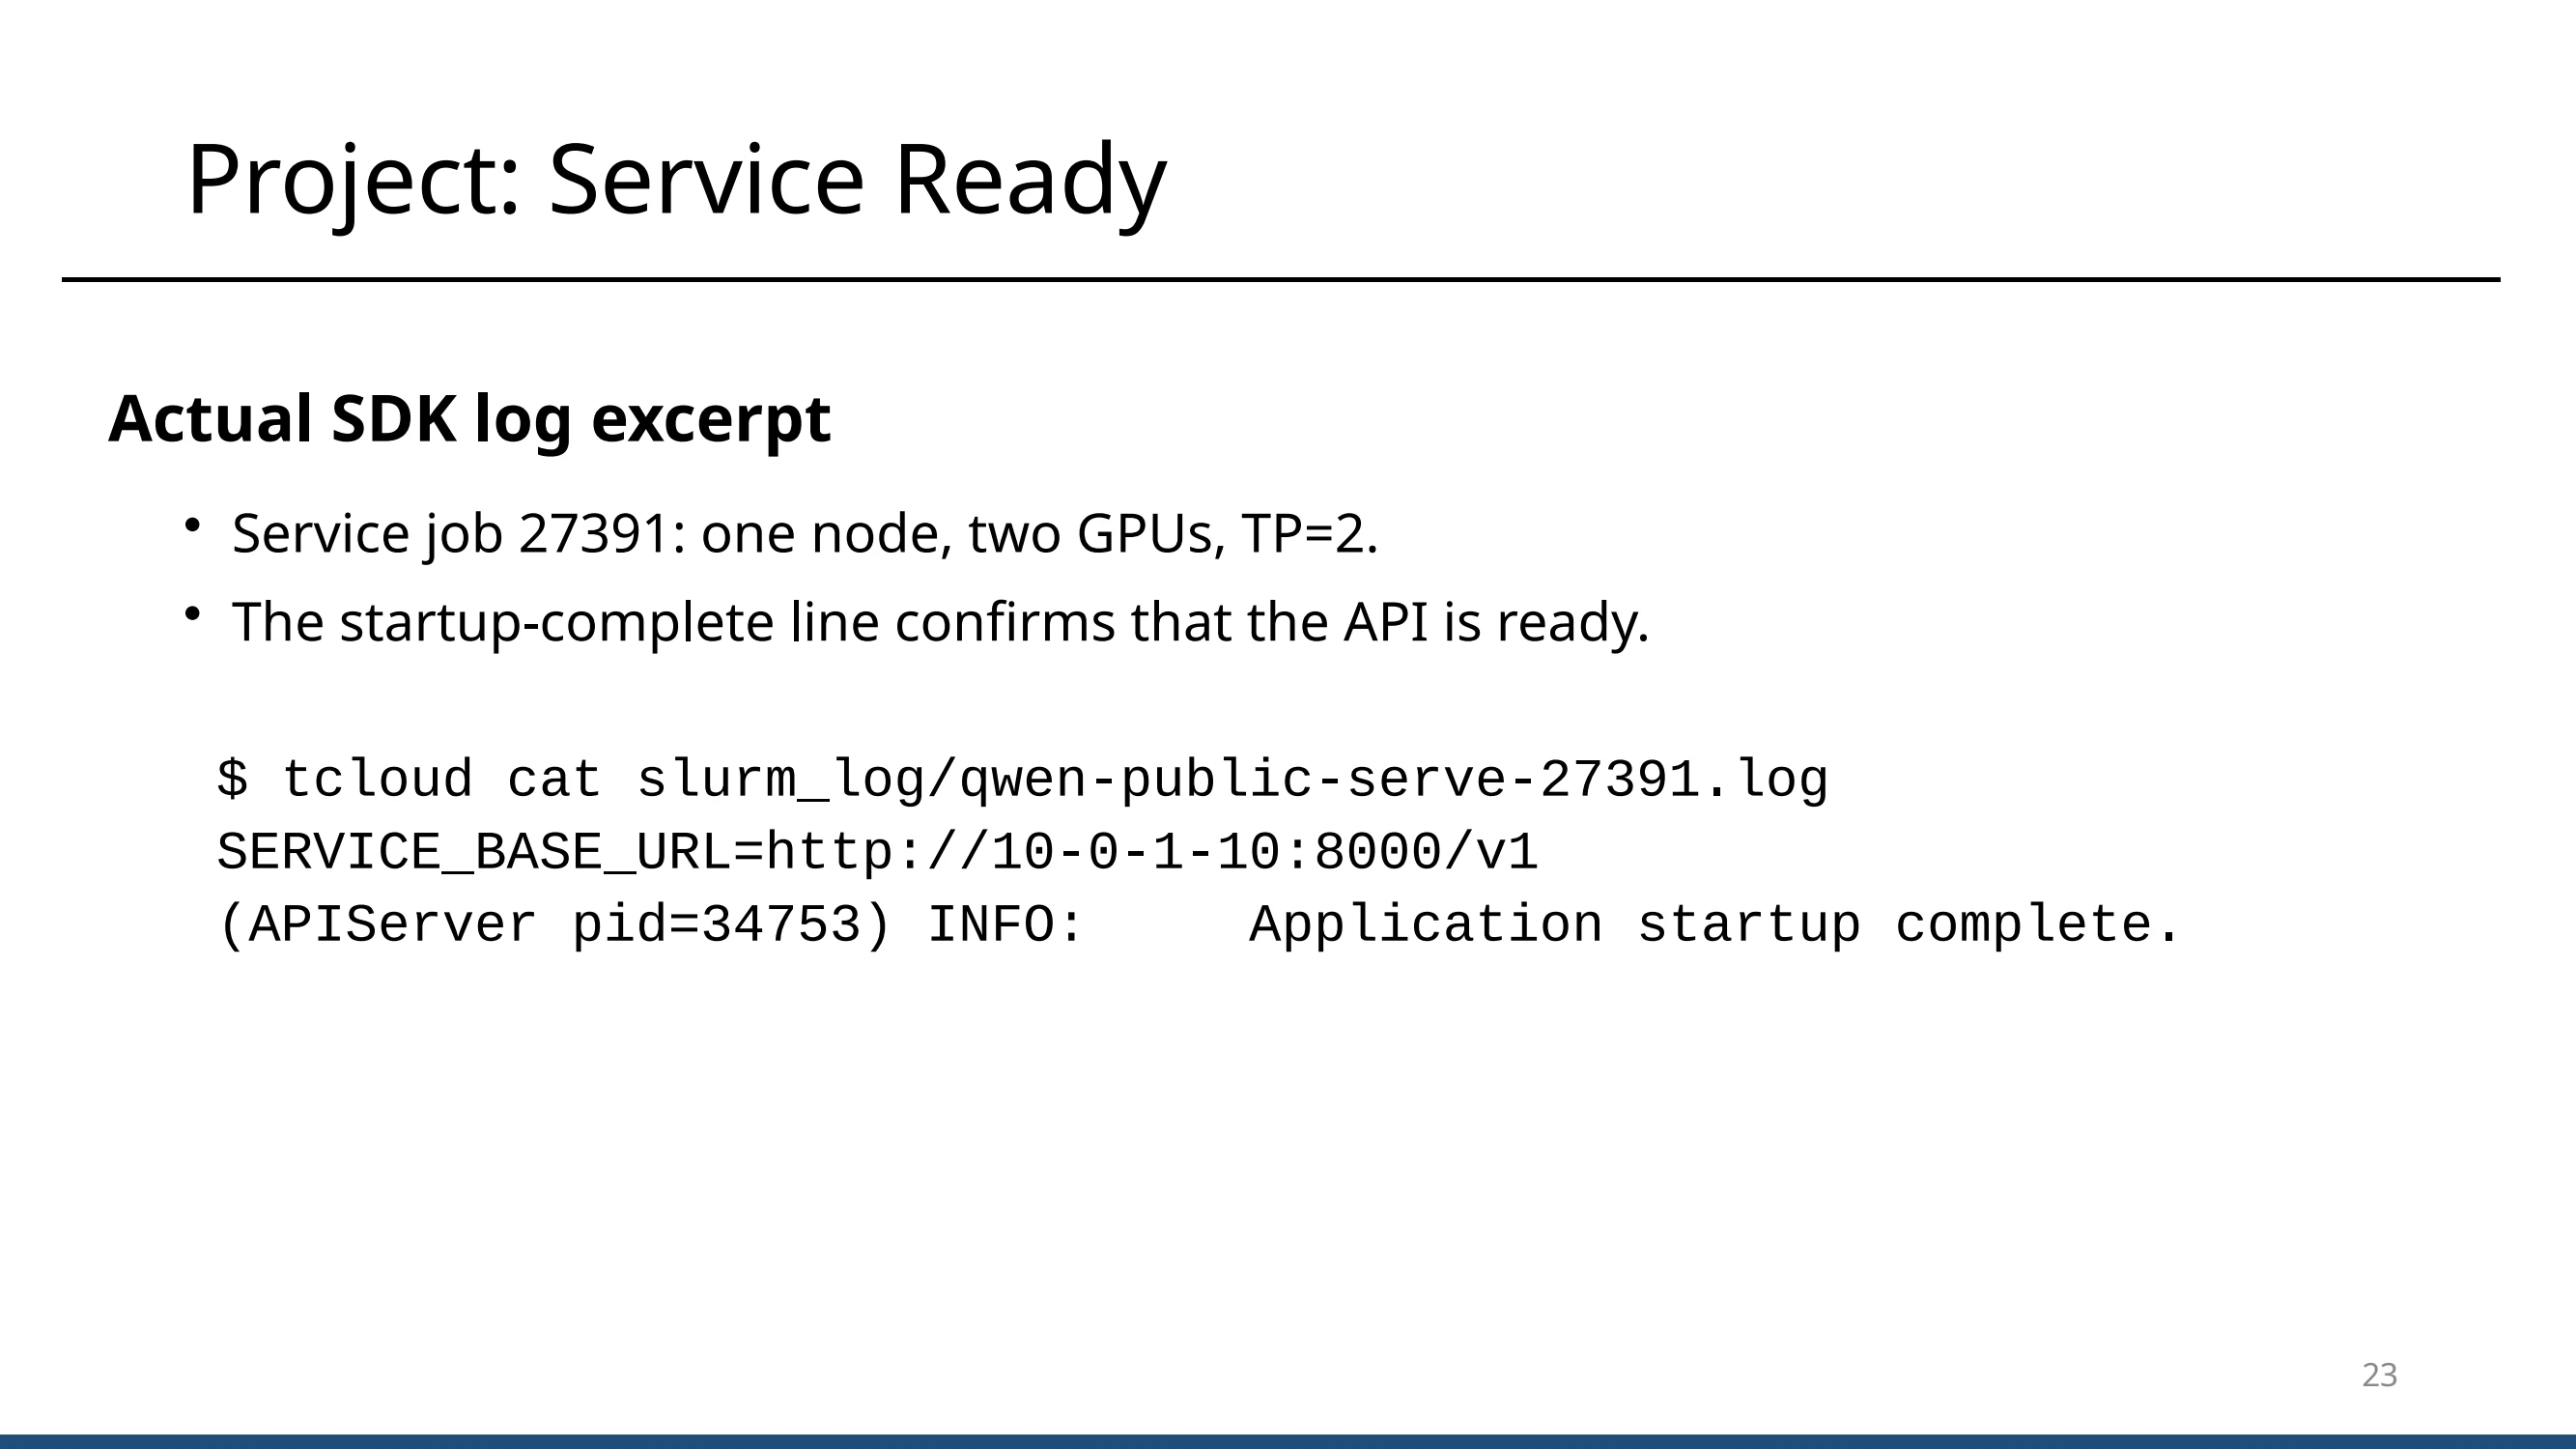 Project: Service Ready
Actual SDK log excerpt
• Service job 27391: one node, two GPUs, TP=2.
• The startup-complete line confirms that the API is ready.
$ tcloud cat slurm_log/qwen-public-serve-27391.log
SERVICE_BASE_URL=http://10-0-1-10:8000/v1
(APIServer pid=34753) INFO:     Application startup complete.
23